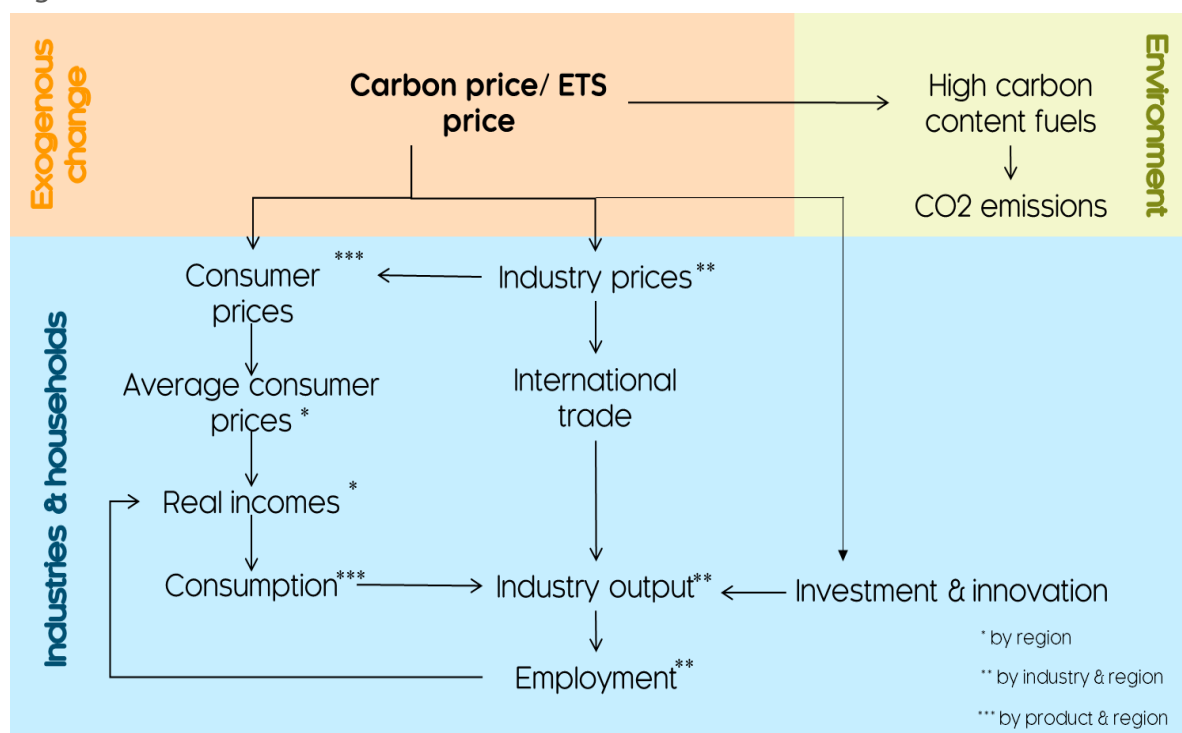 Exogenous
change
Carbon price/ ETS
price
High carbon
content fuels
CO2 emissions
Environment
Industries & households
Consumer ***
prices
Industry prices**
Average consumer
prices *
International
trade
Real incomes *
Consumption***
Industry output**
Investment & innovation
Employment**
* by region
** by industry & region
*** by product & region